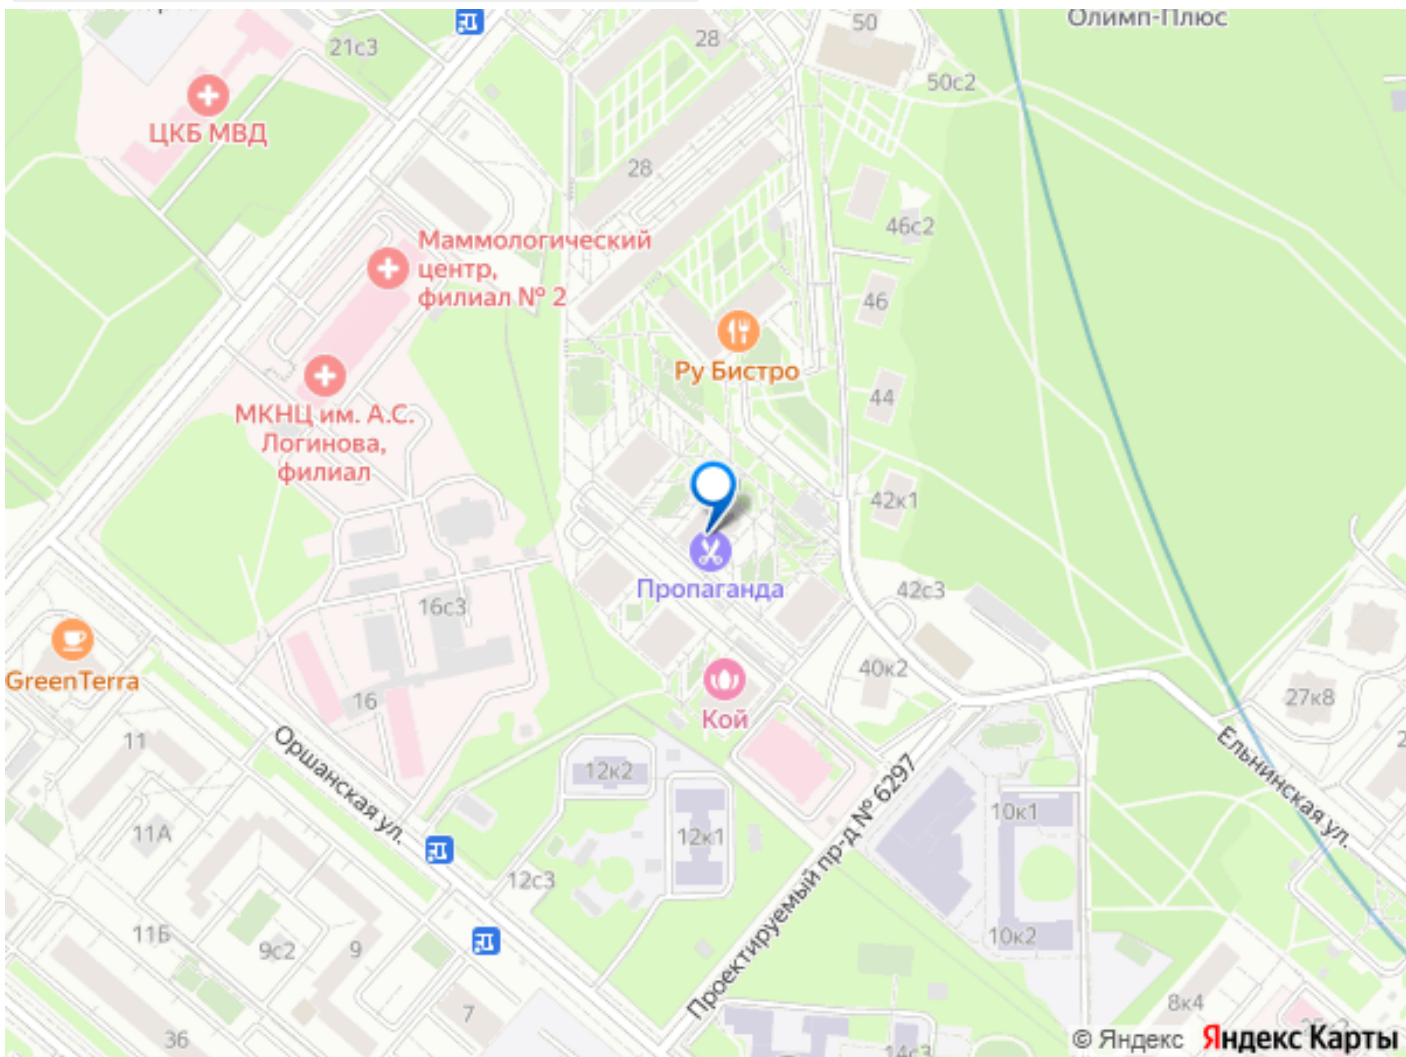 Олимп-Плюс
50
28
21с3
50с2
ЦКБ МВД
28
46с2
Маммологический
центр,
филиал № 2
46
Ру Бистро
44
МКНЦ им. А.С.
Логинова,
филиал
42к1
Пропаганда
42с3
16с3
GreenTerra
40к2
16
27к8
Кой
11
Оршанская ул.
Ельнинская ул.
12к2
Проектируемый пр-д № 6297
10к1
11А
12к1
12с3
11Б
9с2
9
10к2
7
8к4
36
14с3
© Яндекс Яндекс Карты